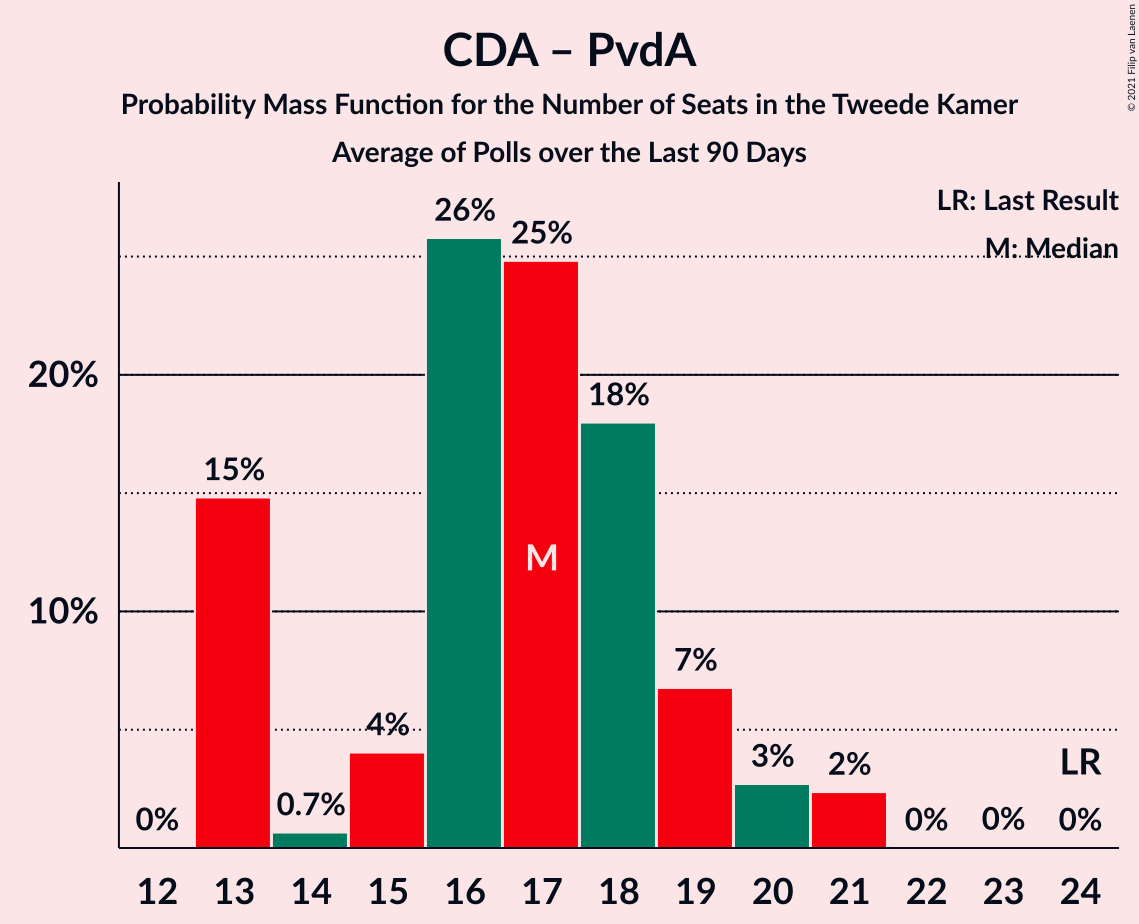 CDA – PvdA
Probability Mass Function for the Number of Seats in the Tweede Kamer
Average of Polls over the Last 90 Days
© 2021 Filip van Laenen
LR: Last Result
M: Median
26%
25%
20%
18%
15%
M
10%
7%
4%
3%
2%
LR
0.7%
0%
0%
0%
0%
12 13 14 15 16 17 18 19 20 21 22 23 24